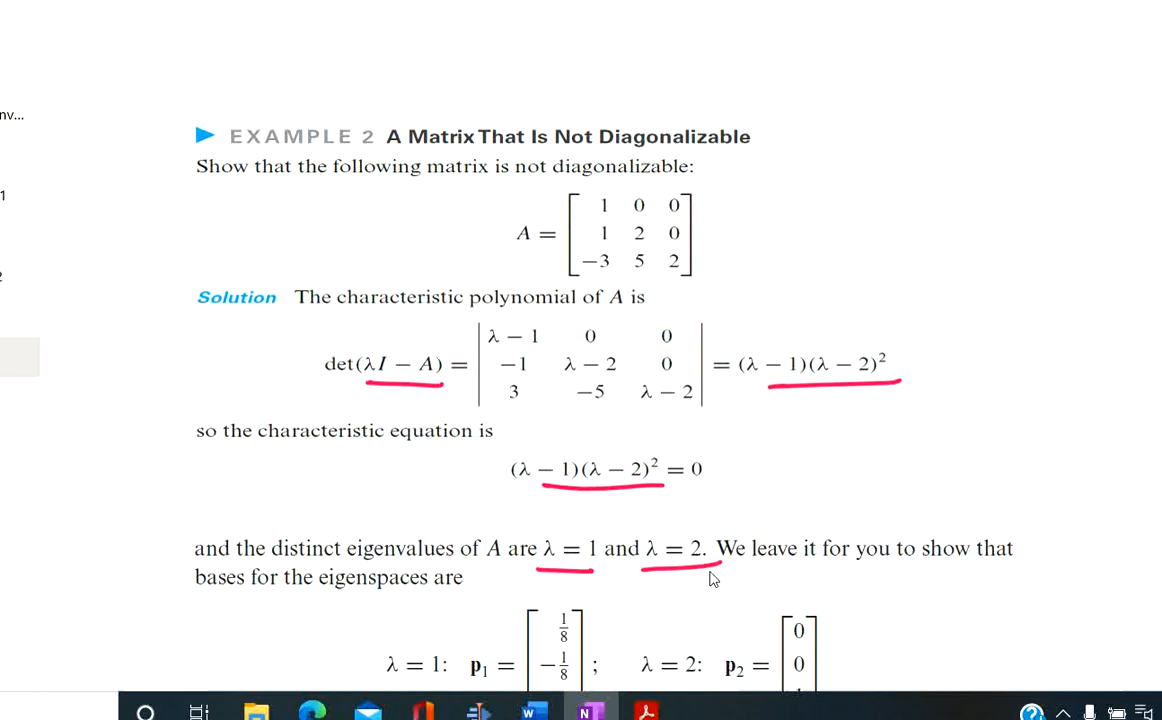 nv...
EXAMPLE 2 A Matrix That Is Not Diagonalizable
Show that the following matrix is not diagonalizable:
1
A = [ 1 0 0
1 2 0
−3 5 2 ]
Solution The characteristic polynomial of A is
det(λI − A) = | λ − 1 0 0
−1 λ − 2 0
3 −5 λ − 2 | = (λ − 1)(λ − 2)²
so the characteristic equation is
(λ − 1)(λ − 2)² = 0
and the distinct eigenvalues of A are λ = 1 and λ = 2. We leave it for you to show that
bases for the eigenspaces are
λ = 1: p₁ = [ 1/8
−1/8 ; λ = 2: p₂ = [ 0
0
W N